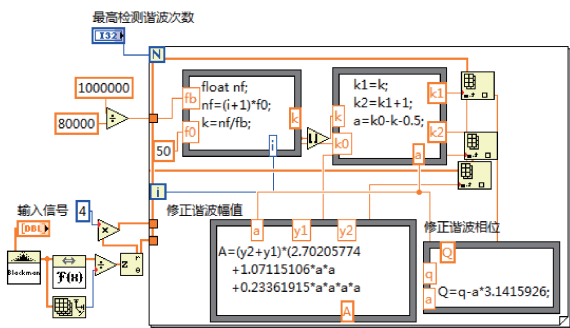 最高检测谐波次数
I32
N
1000000
80000
÷
fb
f0
50
float nf;
nf=(i+1)*f0;
k=nf/fb;
k
i
k
k0
k1=k;
k2=k1+1;
a=k0-k-0.5;
k1
k2
a
i
输入信号
4
DBL
×
÷
Blackman
F(x)
z
r
θ
修正谐波幅值
a
y1
y2
A=(y2+y1)*(2.70205774
+1.07115106*a*a
+0.23361915*a*a*a*a
A
修正谐波相位
Q
q
a
Q=q-a*3.1415926;